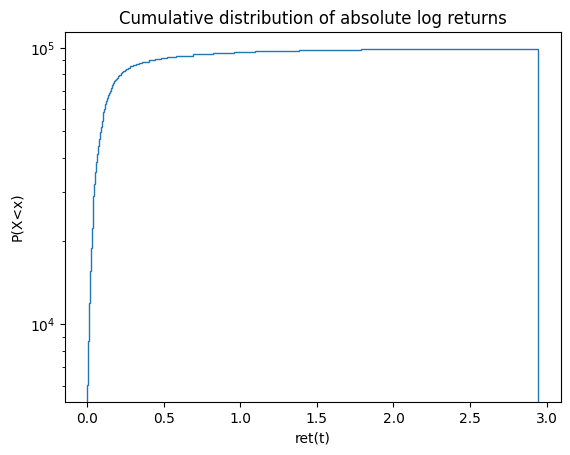 Cumulative distribution of absolute log returns
P(X<x)
10^5
10^4
0.0 0.5 1.0 1.5 2.0 2.5 3.0
ret(t)